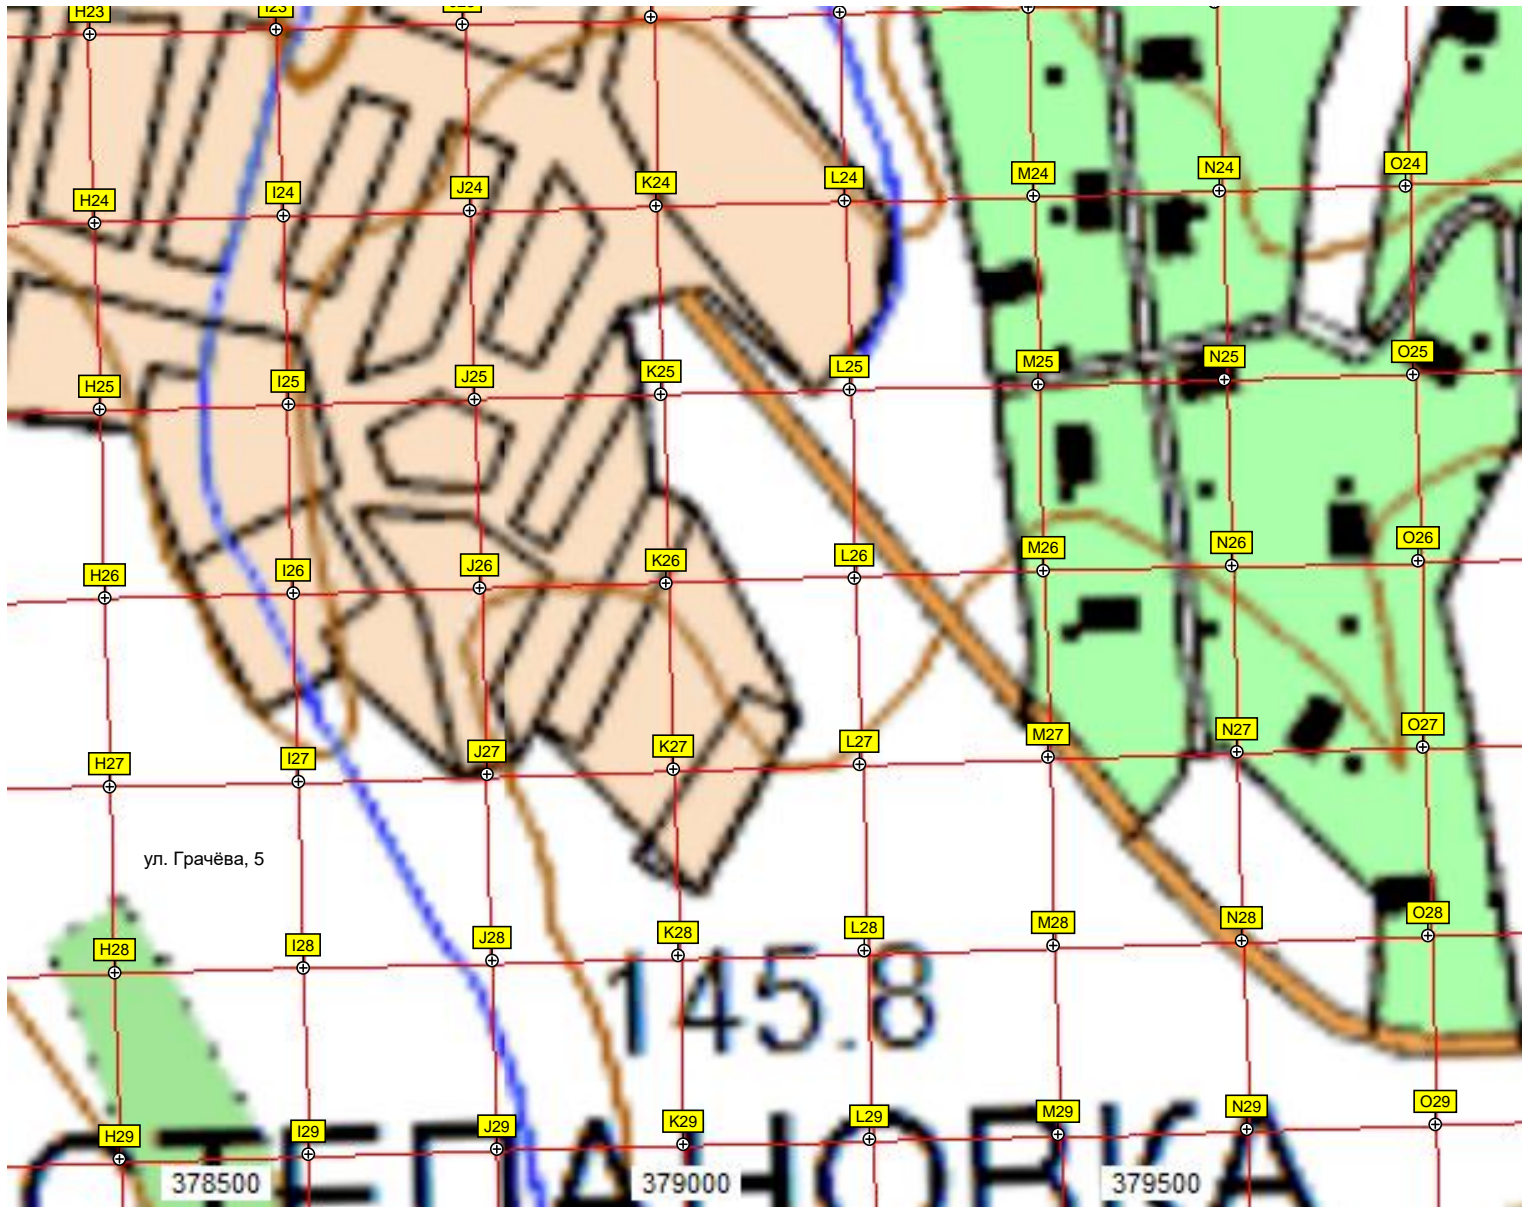 H23 I23
H24 I24 J24 K24 L24 M24 N24 O24
H25 I25 J25 K25 L25 M25 N25 O25
H26 I26 J26 K26 L26 M26 N26 O26
H27 I27 J27 K27 L27 M27 N27 O27
ул. Грачёва, 5
H28 I28 J28 K28 L28 M28 N28 O28
145.8
H29 I29 J29 K29 L29 M29 N29 O29
378500 379000 379500